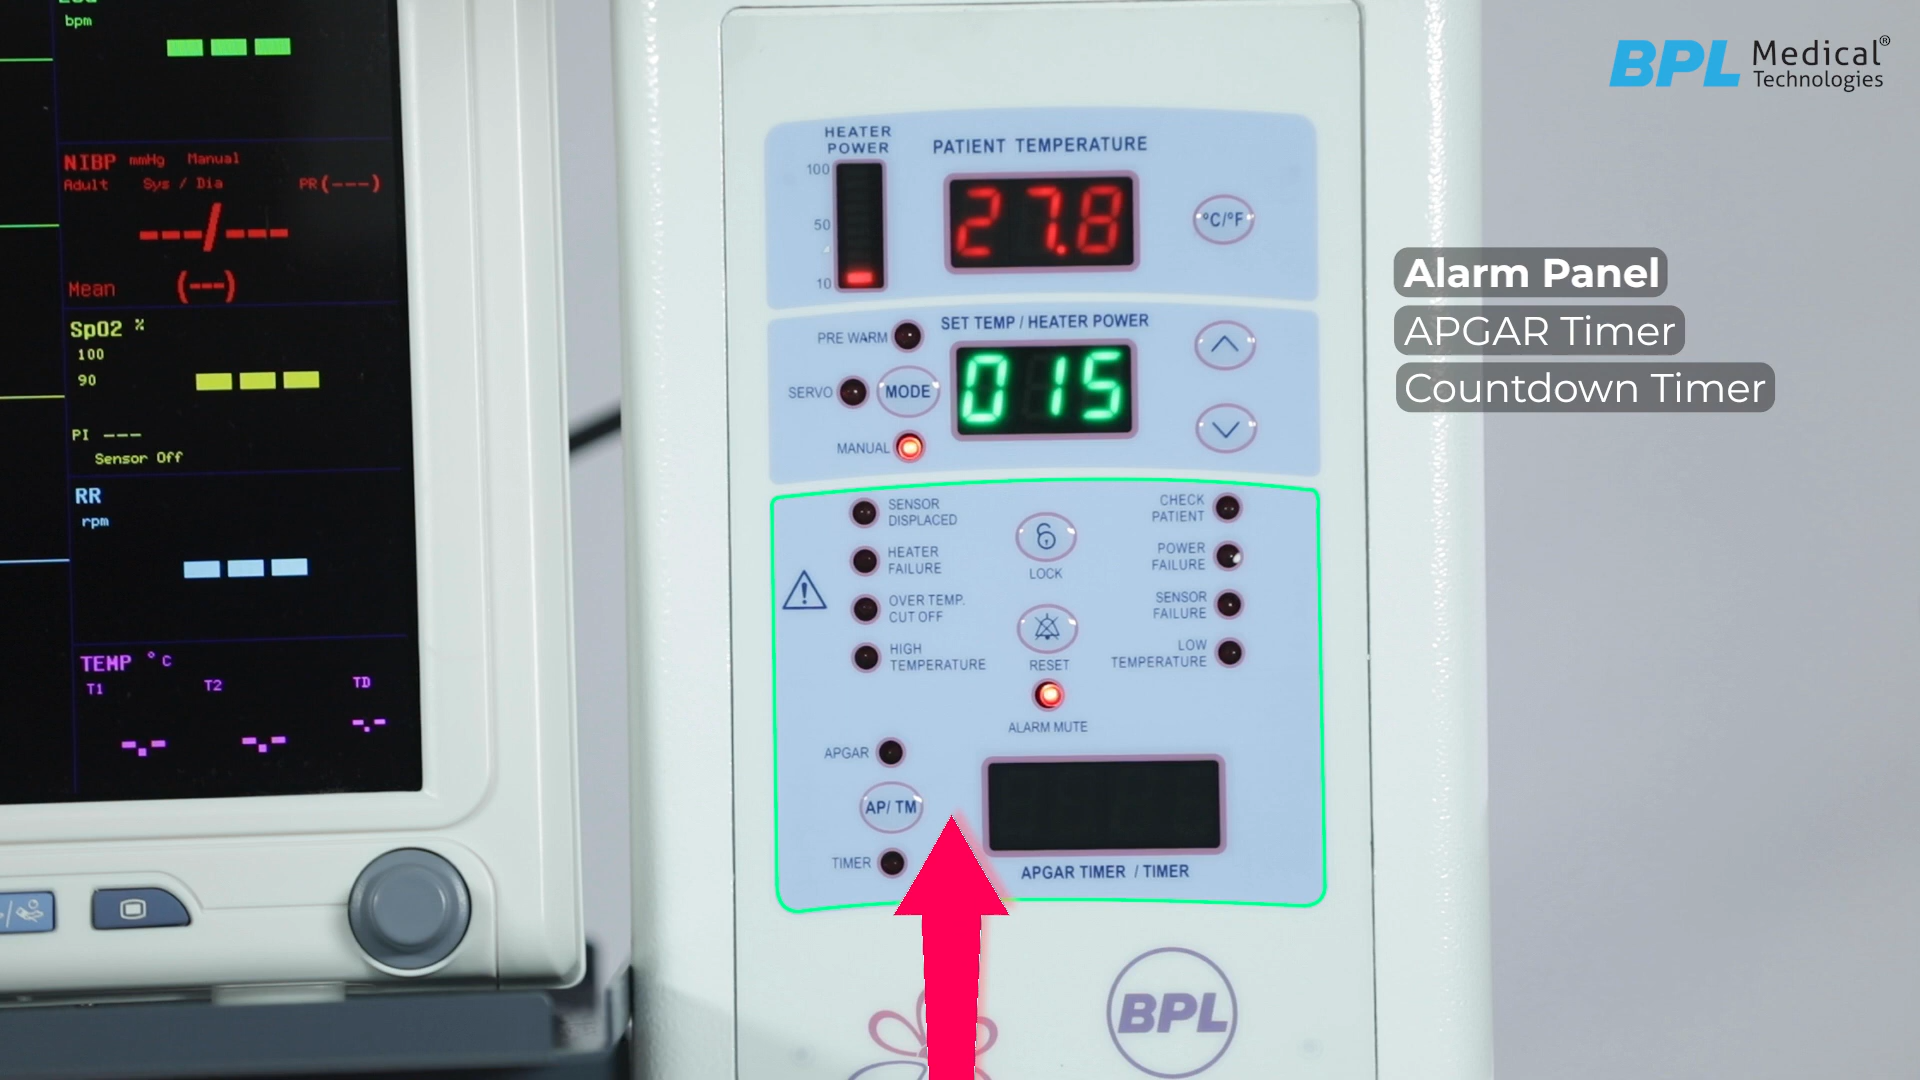 bpm
NIBP mmHg Manual
Adult Sys / Dia PR(---)
---/---
Mean (---)
SpO2 %
100
90
PI ---
Sensor Off
RR
rpm
TEMP °C
T1 T2 TD
-.- -.- -.-
HEATER
POWER
100
50
10
PATIENT TEMPERATURE
27.8
°C/°F
PRE WARM
SERVO
MODE
MANUAL
SET TEMP / HEATER POWER
015
SENSOR
DISPLACED
HEATER
FAILURE
OVER TEMP.
CUT OFF
HIGH
TEMPERATURE
LOCK
RESET
ALARM MUTE
CHECK
PATIENT
POWER
FAILURE
SENSOR
FAILURE
LOW
TEMPERATURE
APGAR
AP/ TM
TIMER
APGAR TIMER / TIMER
BPL
BPL Medical®
Technologies
Alarm Panel
APGAR Timer
Countdown Timer